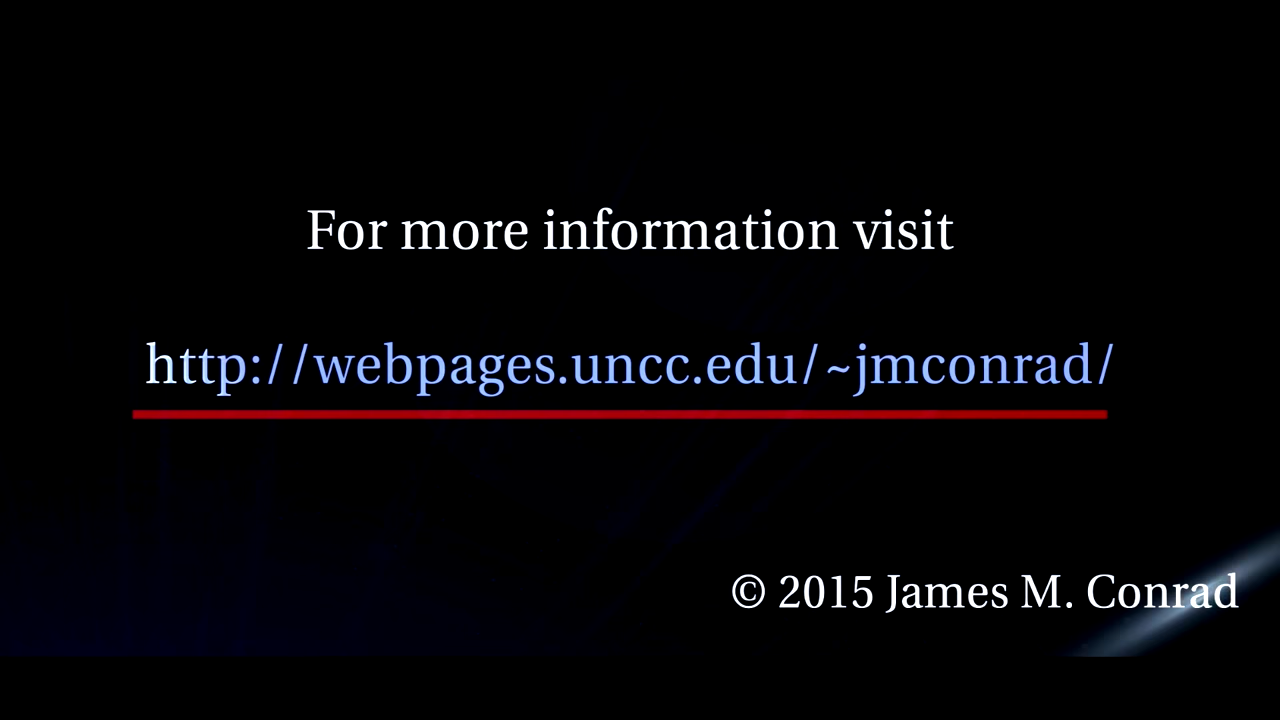 For more information visit
http://webpages.uncc.edu/~jmconrad/
© 2015 James M. Conrad